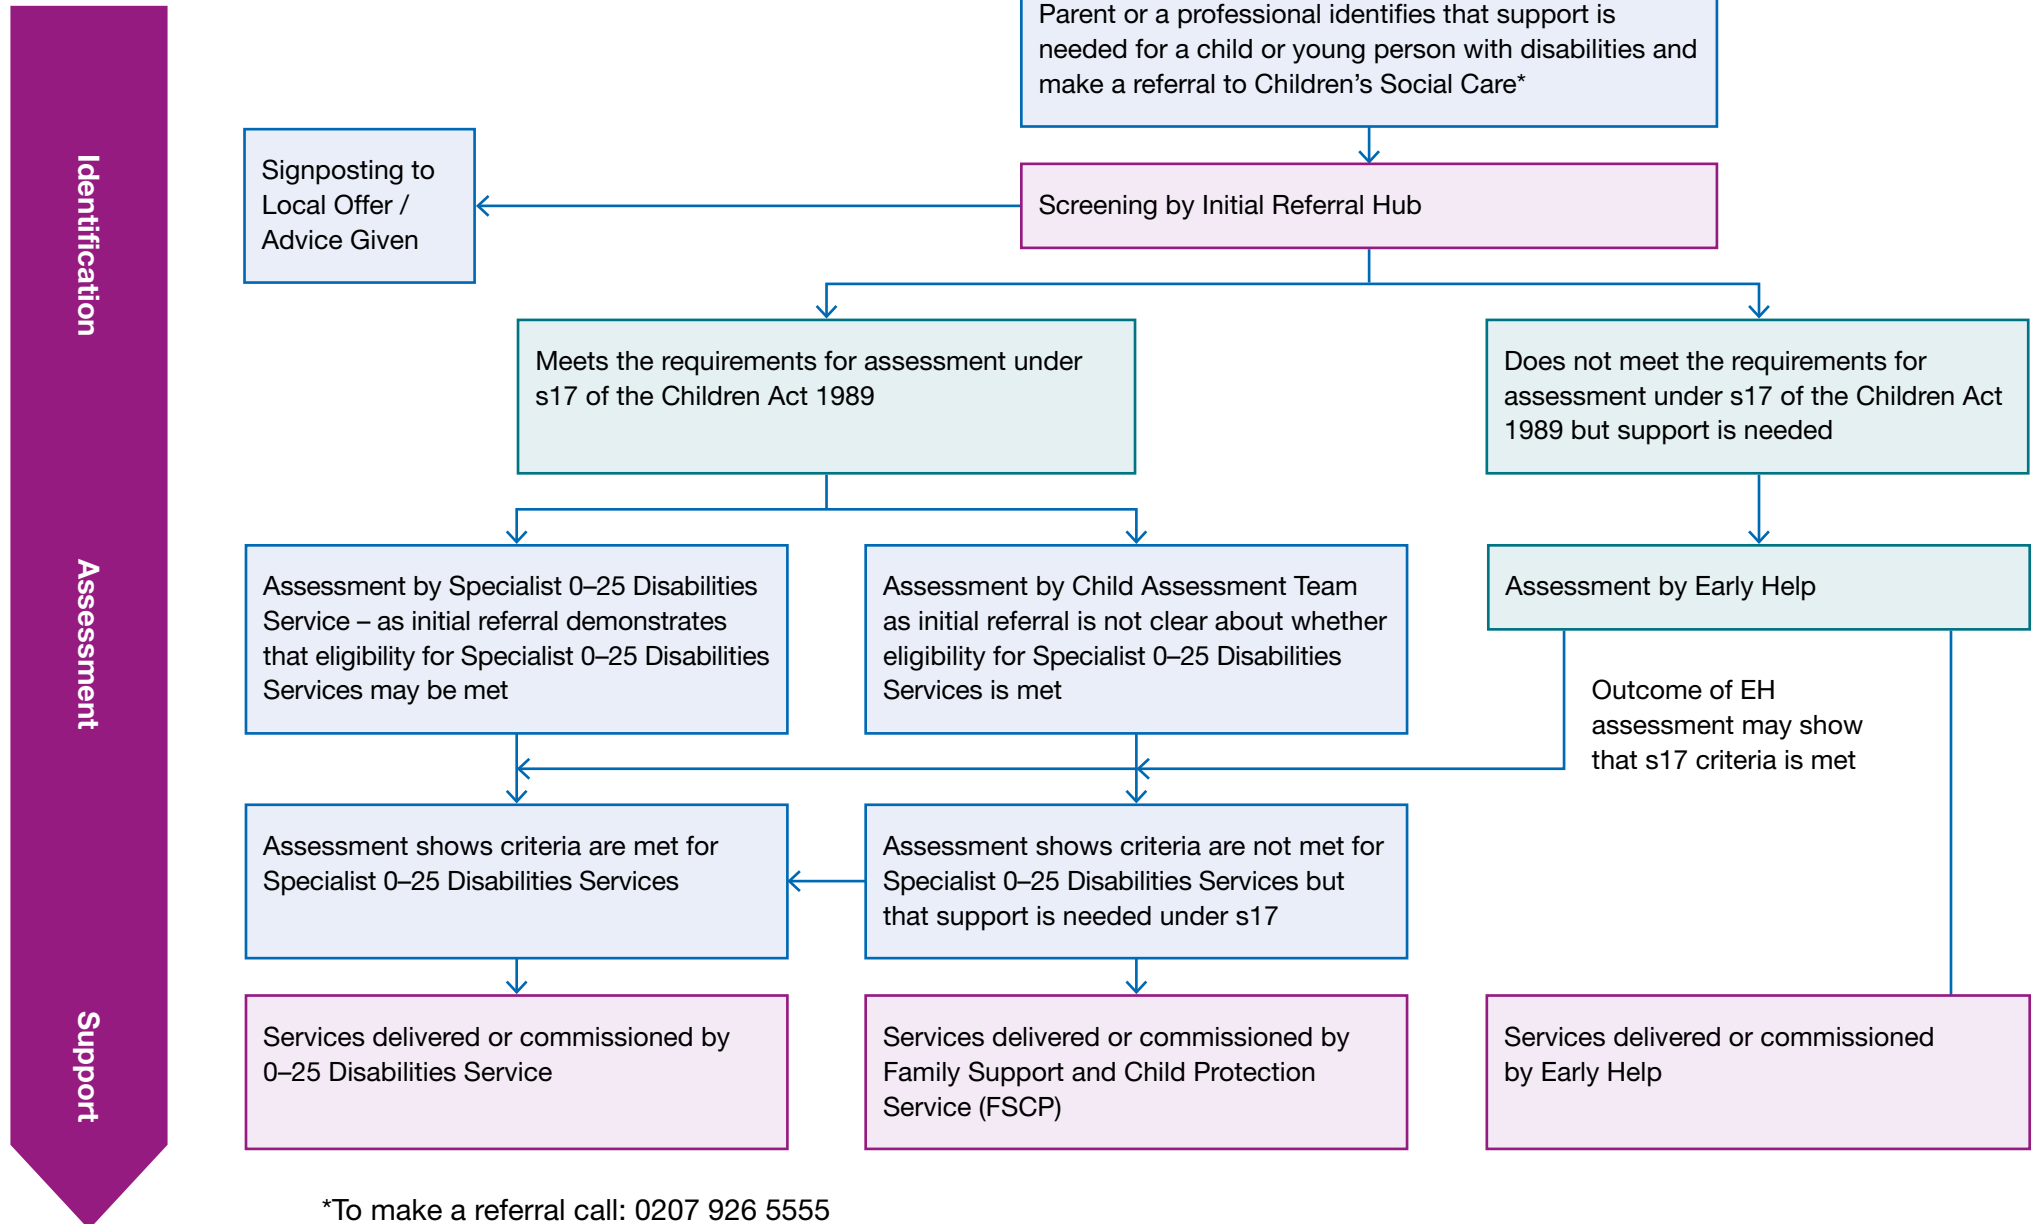 Parent or a professional identifies that support is
needed for a child or young person with disabilities and
make a referral to Children’s Social Care*
Identification
Signposting to
Local Offer /
Advice Given
Screening by Initial Referral Hub
Meets the requirements for assessment under
s17 of the Children Act 1989
Does not meet the requirements for
assessment under s17 of the Children Act
1989 but support is needed
Assessment
Assessment by Specialist 0–25 Disabilities
Service – as initial referral demonstrates
that eligibility for Specialist 0–25 Disabilities
Services may be met
Assessment by Child Assessment Team
as initial referral is not clear about whether
eligibility for Specialist 0–25 Disabilities
Services is met
Assessment by Early Help
Outcome of EH
assessment may show
that s17 criteria is met
Assessment shows criteria are met for
Specialist 0–25 Disabilities Services
Assessment shows criteria are not met for
Specialist 0–25 Disabilities Services but
that support is needed under s17
Support
Services delivered or commissioned by
0–25 Disabilities Service
Services delivered or commissioned by
Family Support and Child Protection
Service (FSCP)
Services delivered or commissioned
by Early Help
*To make a referral call: 0207 926 5555